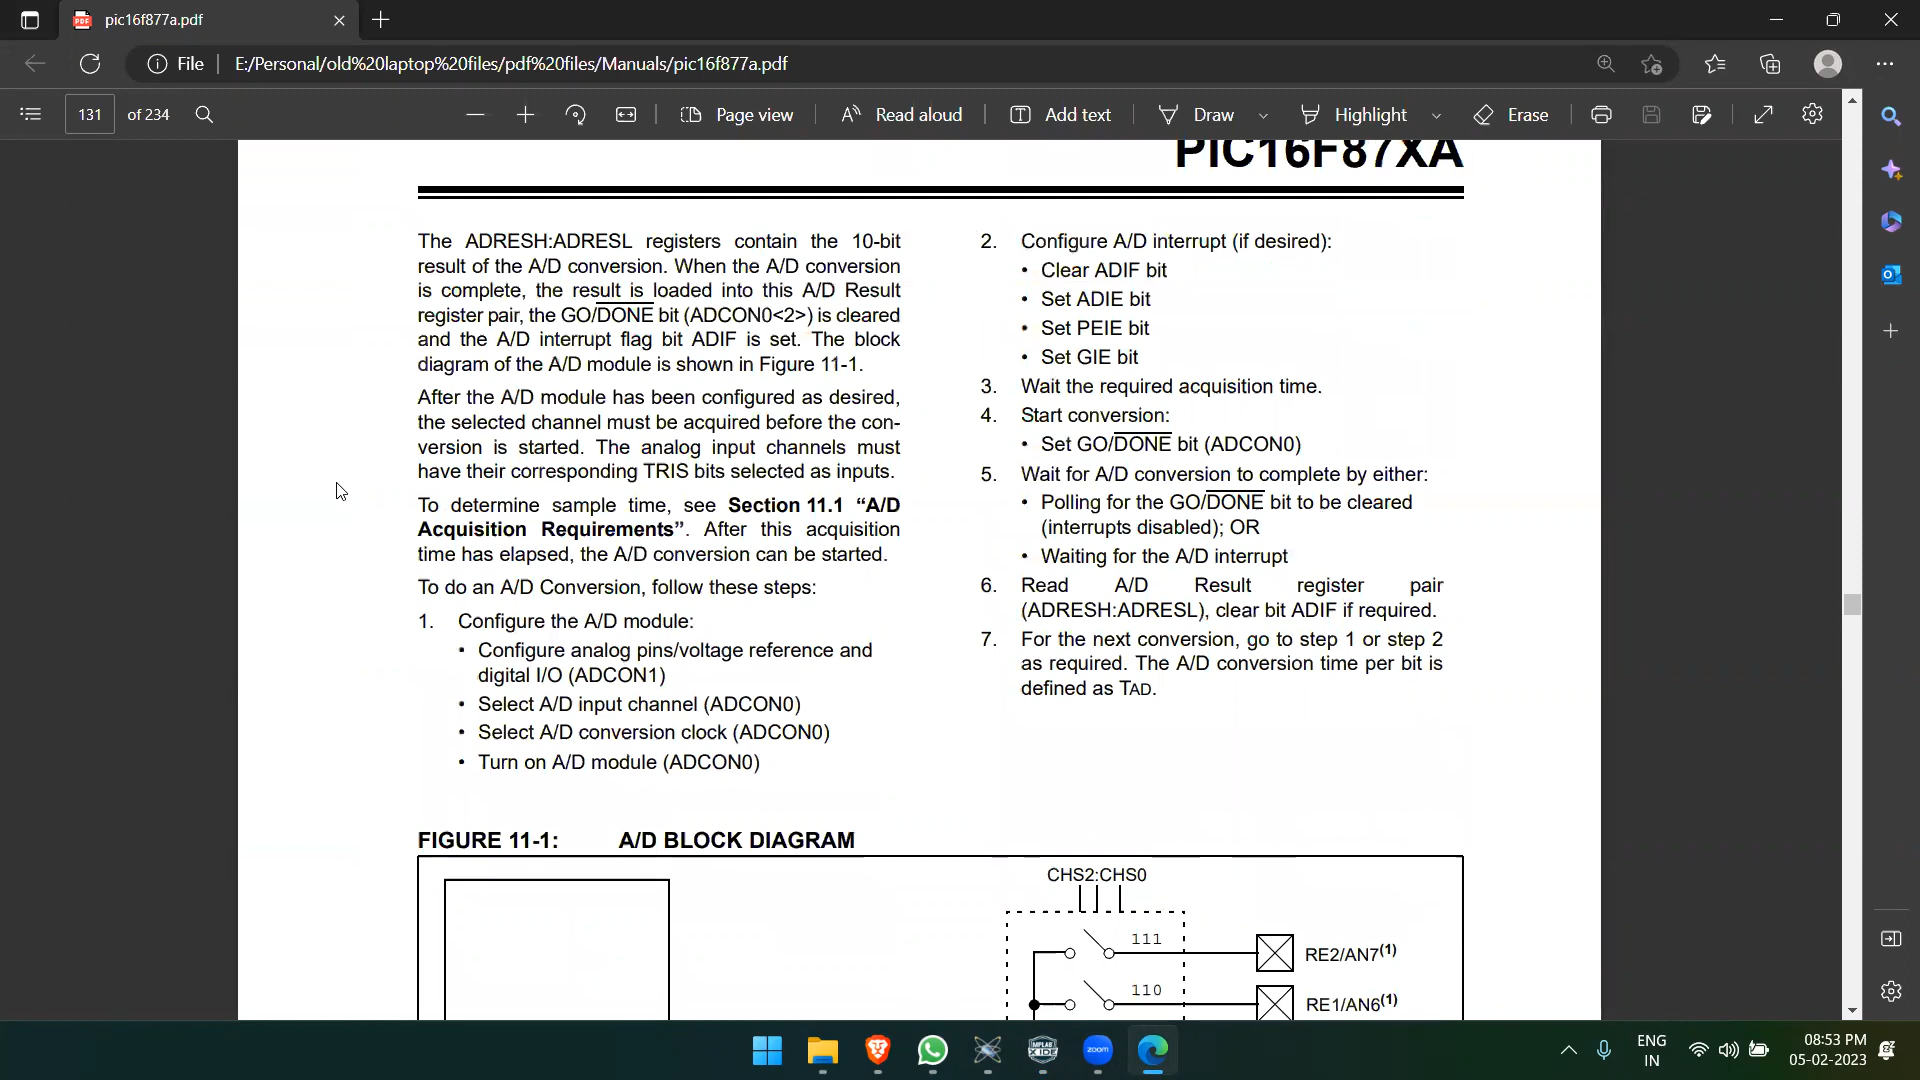 pic16f877a.pdf
File
E:/Personal/old%20laptop%20files/pdf%20files/Manuals/pic16f877a.pdf
131 of 234
Page view
Read aloud
Add text
Draw
Highlight
Erase
PIC16F87XA
The ADRESH:ADRESL registers contain the 10-bit
result of the A/D conversion. When the A/D conversion
is complete, the result is loaded into this A/D Result
register pair, the GO/DONE bit (ADCON0<2>) is cleared
and the A/D interrupt flag bit ADIF is set. The block
diagram of the A/D module is shown in Figure 11-1.
After the A/D module has been configured as desired,
the selected channel must be acquired before the con-
version is started. The analog input channels must
have their corresponding TRIS bits selected as inputs.
To determine sample time, see Section 11.1 “A/D
Acquisition Requirements”. After this acquisition
time has elapsed, the A/D conversion can be started.
To do an A/D Conversion, follow these steps:
1. Configure the A/D module:
• Configure analog pins/voltage reference and
digital I/O (ADCON1)
• Select A/D input channel (ADCON0)
• Select A/D conversion clock (ADCON0)
• Turn on A/D module (ADCON0)
2. Configure A/D interrupt (if desired):
• Clear ADIF bit
• Set ADIE bit
• Set PEIE bit
• Set GIE bit
3. Wait the required acquisition time.
4. Start conversion:
• Set GO/DONE bit (ADCON0)
5. Wait for A/D conversion to complete by either:
• Polling for the GO/DONE bit to be cleared
(interrupts disabled); OR
• Waiting for the A/D interrupt
6. Read A/D Result register pair
(ADRESH:ADRESL), clear bit ADIF if required.
7. For the next conversion, go to step 1 or step 2
as required. The A/D conversion time per bit is
defined as TAD.
FIGURE 11-1: A/D BLOCK DIAGRAM
CHS2:CHS0
111
RE2/AN7(1)
110
RE1/AN6(1)
MPLAB
X IDE
zoom
ENG
IN
08:53 PM
05-02-2023